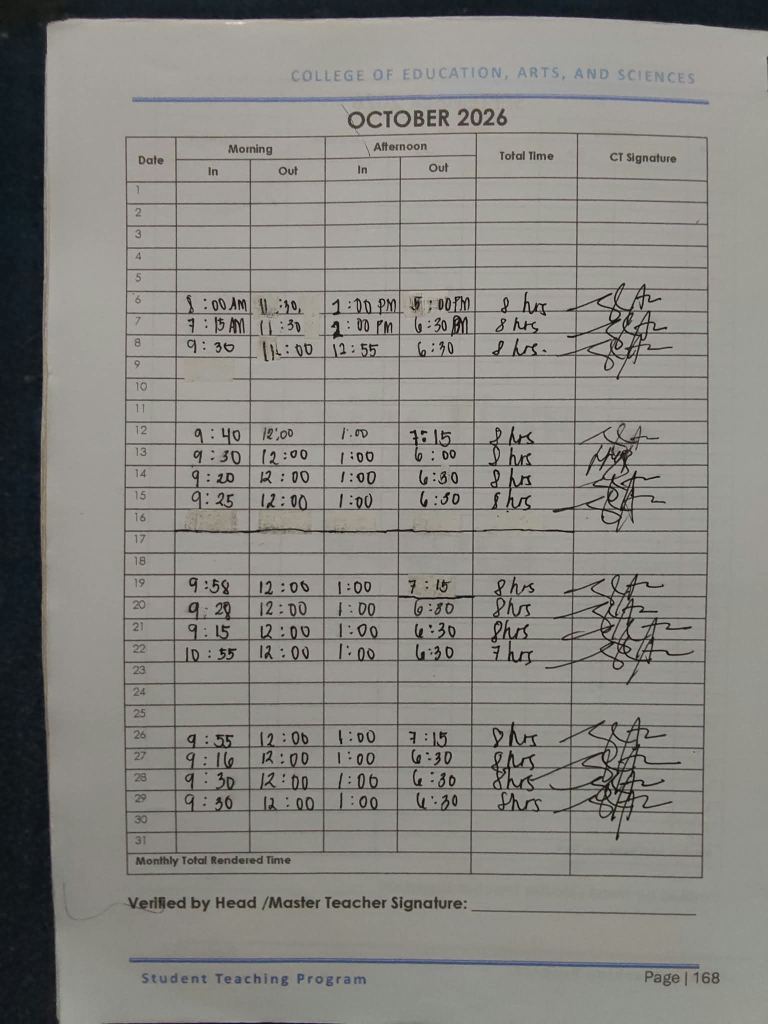 COLLEGE OF EDUCATION, ARTS, AND SCIENCES
OCTOBER 2026
Date Morning Afternoon Total Time CT Signature
In Out In Out
1
2
3
4
5
6 8:00 AM 11:30 1:00 PM 5:00 PM 8 hrs
7 7:15 AM 11:30 1:00 PM 6:30 PM 8 hrs
8 9:30 11:00 12:55 6:30 8 hrs.
9
10
11
12 9:40 12:00 1:00 7:15 8 hrs
13 9:30 12:00 1:00 6:00 8 hrs
14 9:20 12:00 1:00 6:30 8 hrs
15 9:25 12:00 1:00 6:30 8 hrs
16
17
18
19 9:58 12:00 1:00 7:15 8hrs
20 9:28 12:00 1:00 6:30 8hrs
21 9:15 12:00 1:00 6:30 8hrs
22 10:55 12:00 1:00 6:30 7 hrs
23
24
25
26 9:55 12:00 1:00 7:15 8hrs
27 9:16 12:00 1:00 6:30 8hrs
28 9:30 12:00 1:00 6:30 8hrs
29 9:30 12:00 1:00 6:30 8hrs
30
31
Monthly Total Rendered Time
Verified by Head /Master Teacher Signature:
Student Teaching Program Page | 168